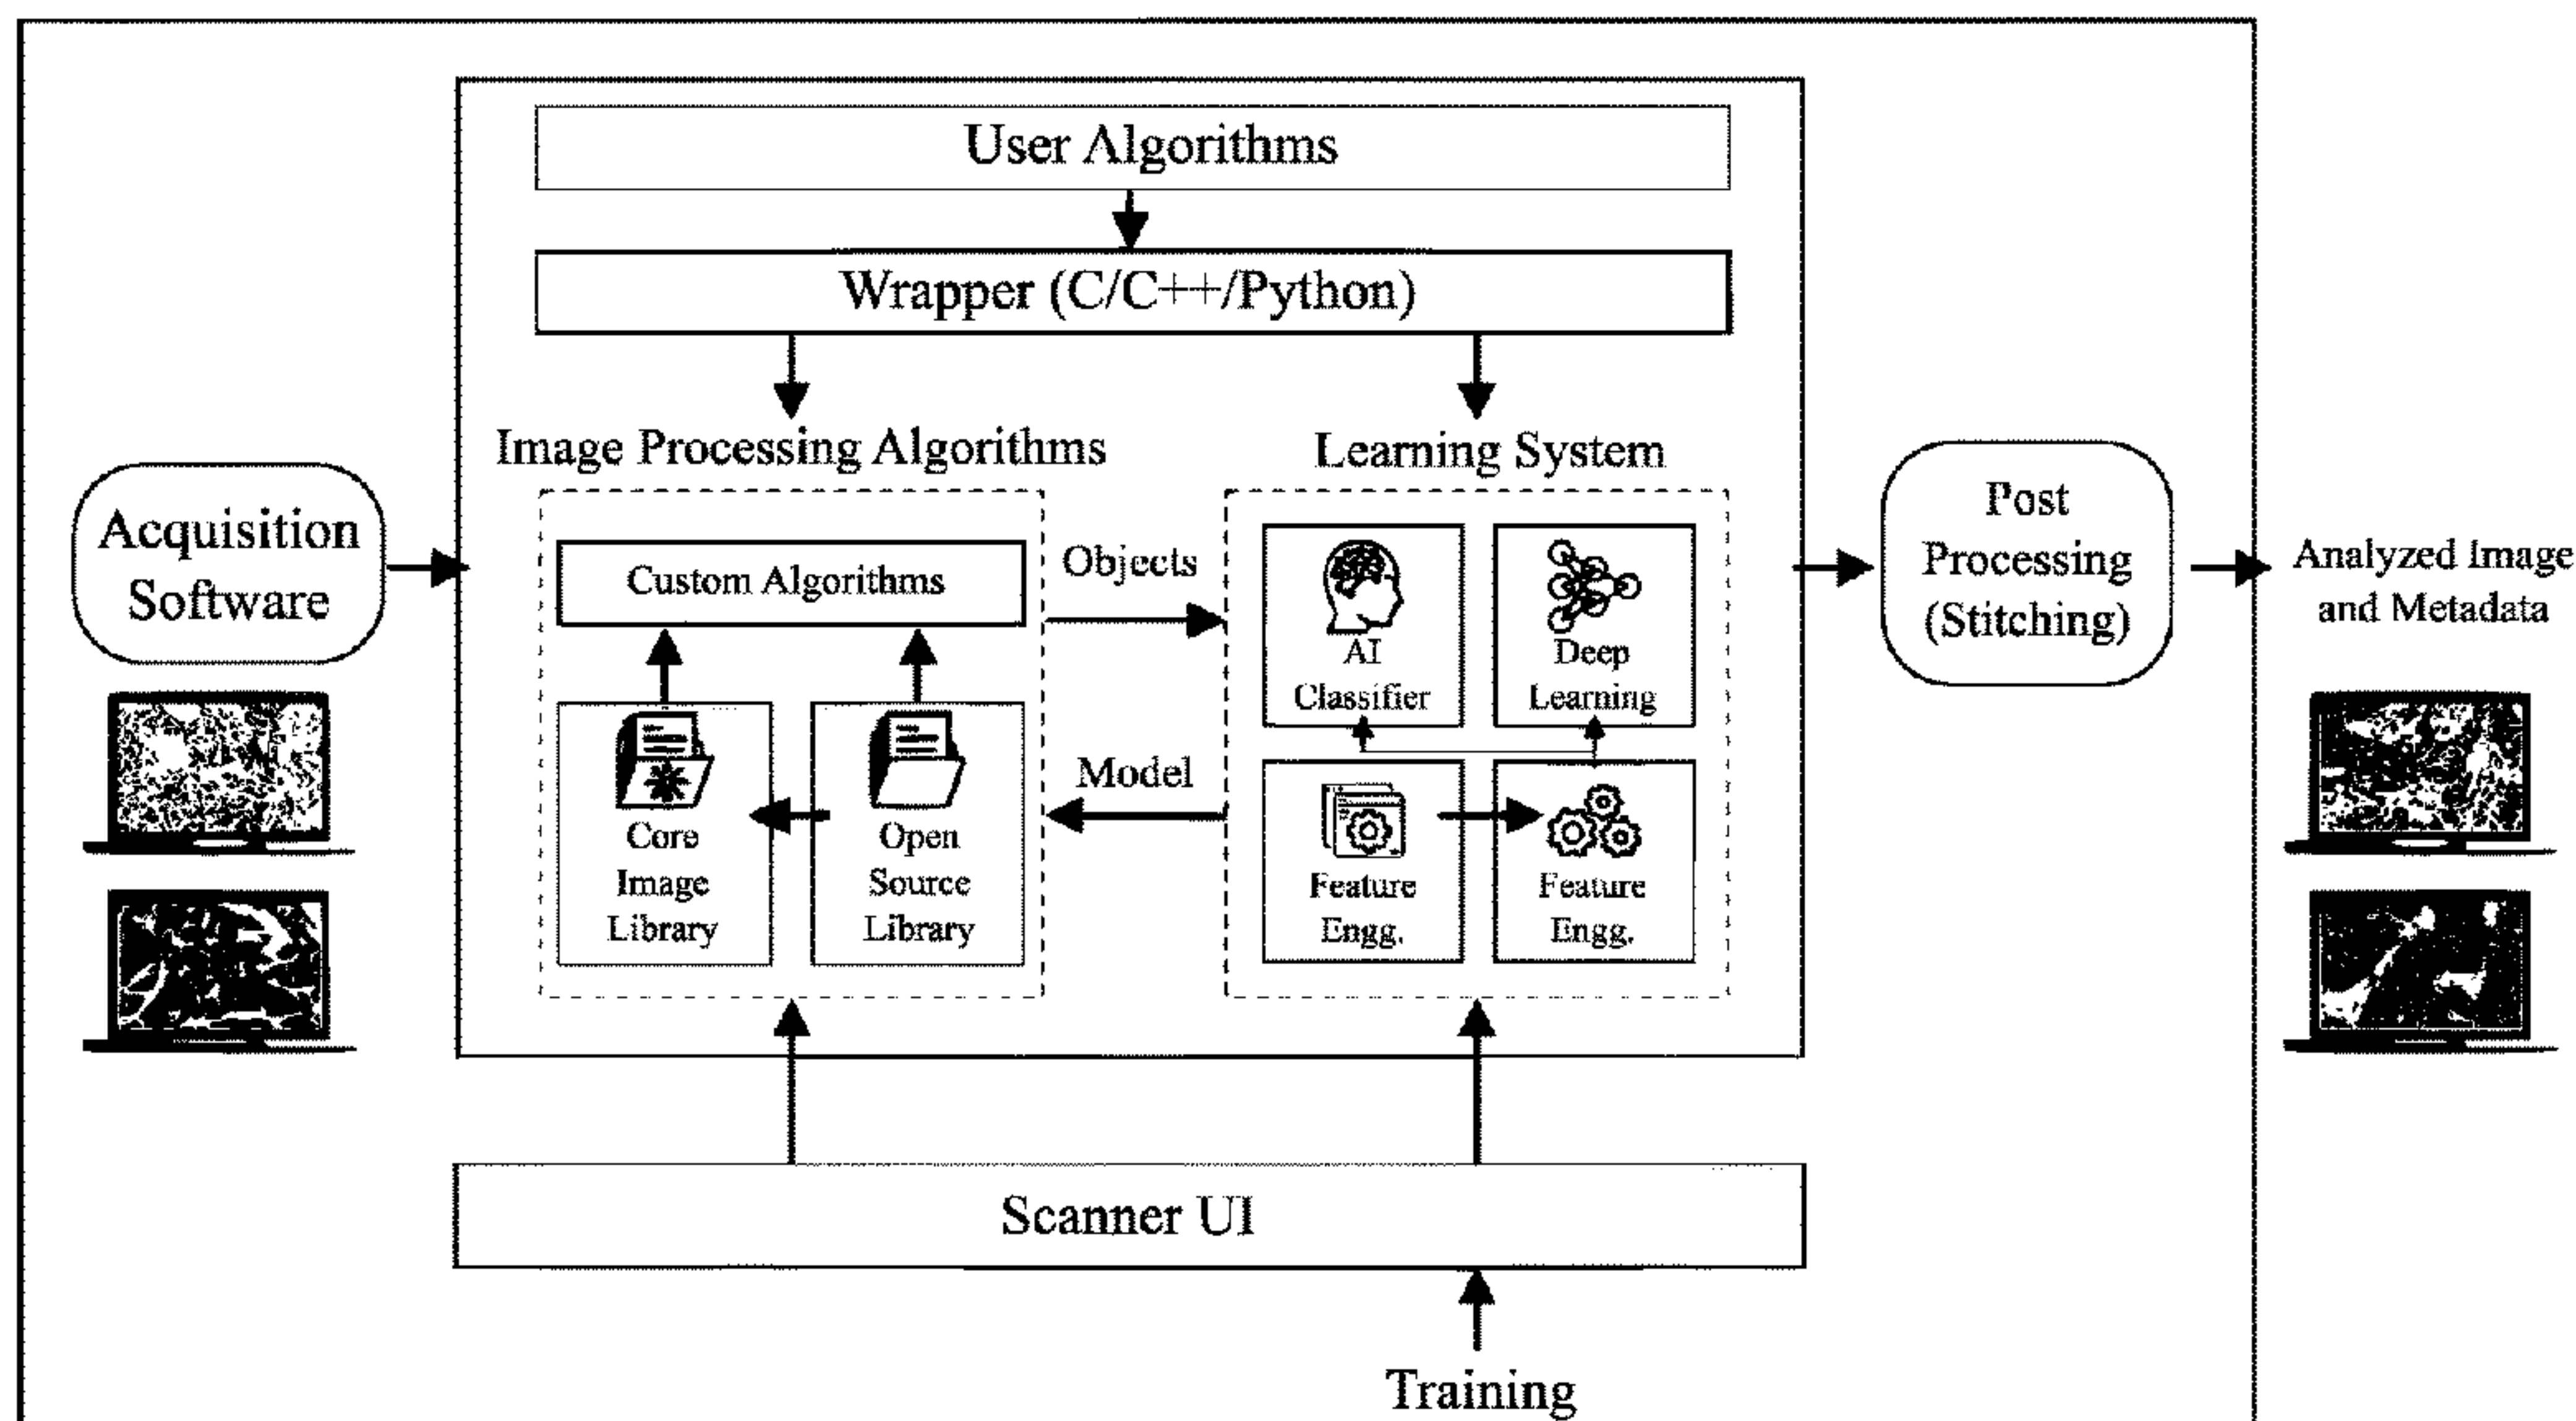 User Algorithms
Wrapper (C/C++/Python)
Image Processing Algorithms
Learning System
Acquisition
Software
Custom Algorithms
Objects
Model
Core
Image
Library
Open
Source
Library
AI
Classifier
Deep
Learning
Feature
Engg.
Feature
Engg.
Post
Processing
(Stitching)
Analyzed Image
and Metadata
Scanner UI
Training